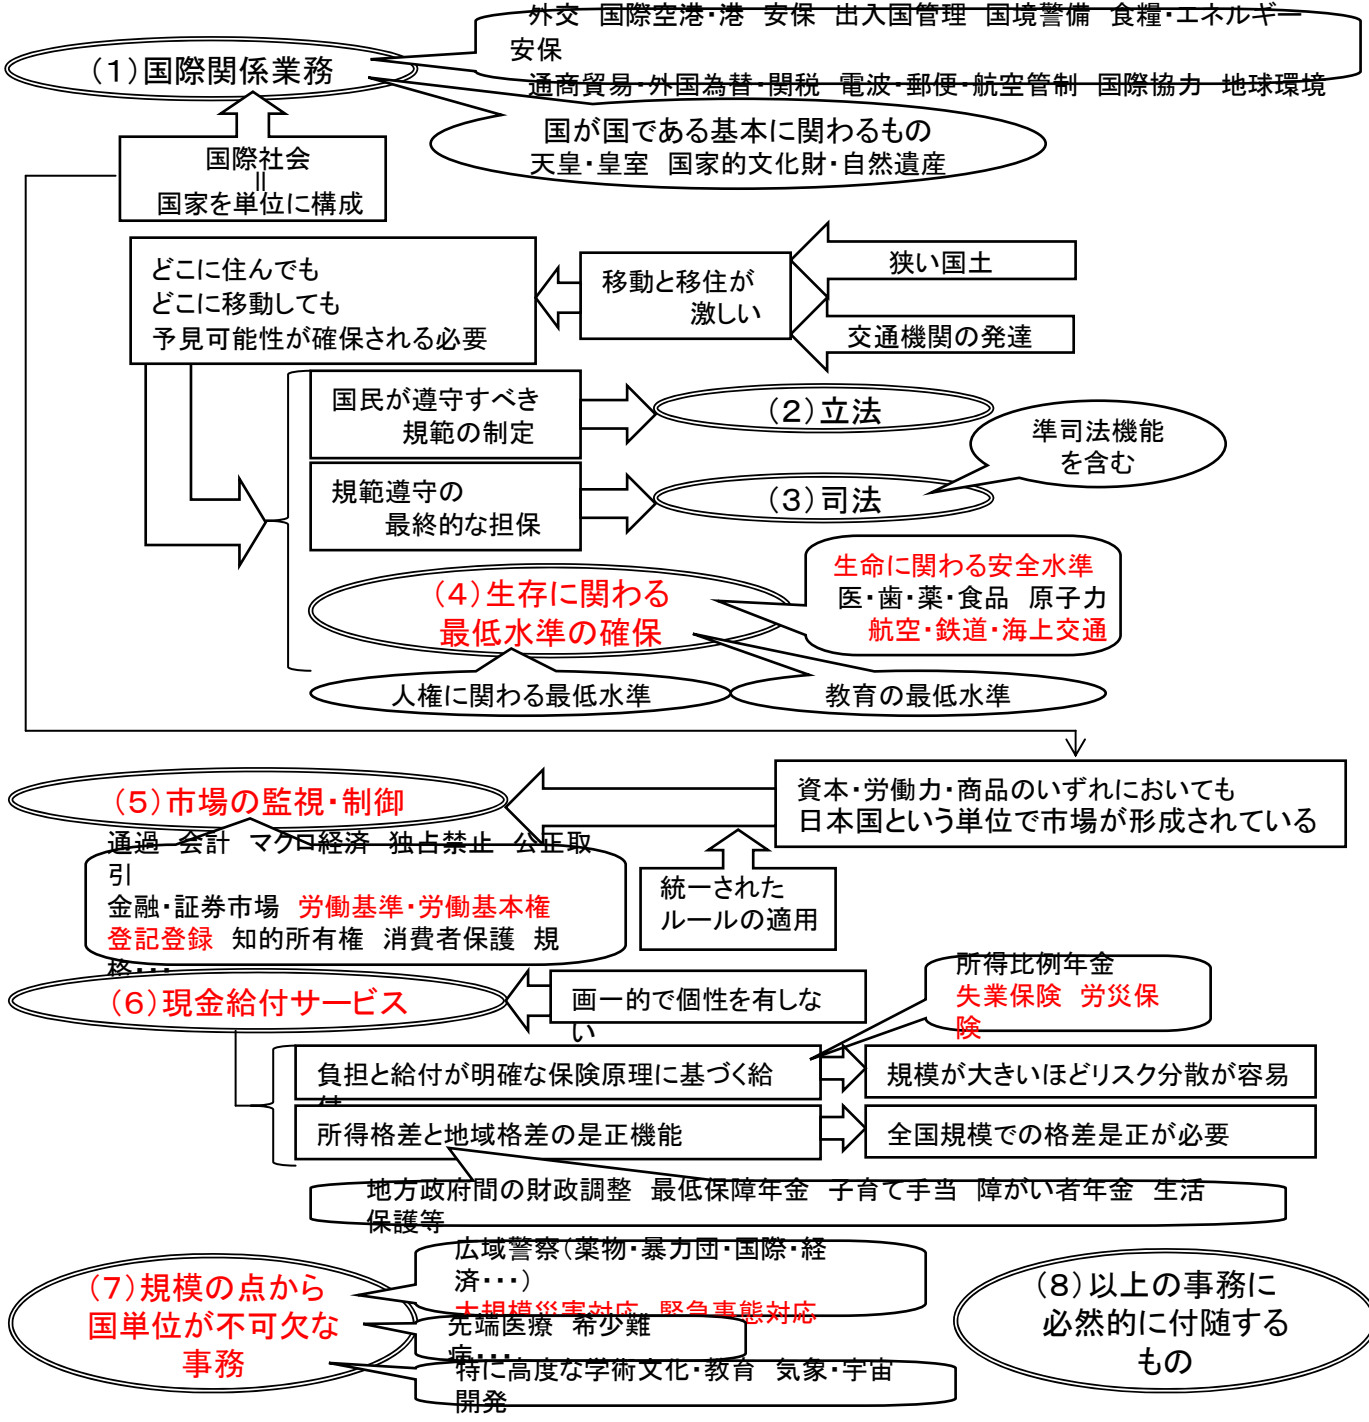 外交　国際空港・港　安保　出入国管理　国境警備　食糧・エネルギー
安保
通商貿易・外国為替・関税　電波・郵便・航空管制　国際協力　地球環境
（１）国際関係業務
国が国である基本に関わるもの
天皇・皇室　国家的文化財・自然遺産
国際社会
＝
国家を単位に構成
どこに住んでも
どこに移動しても
予見可能性が確保される必要
移動と移住が
激しい
狭い国土
交通機関の発達
国民が遵守すべき
規範の制定
（２）立法
準司法機能
を含む
規範遵守の
最終的な担保
（３）司法
（４）生存に関わる
最低水準の確保
生命に関わる安全水準
医・歯・薬・食品　原子力
航空・鉄道・海上交通
人権に関わる最低水準
教育の最低水準
資本・労働力・商品のいずれにおいても
日本国という単位で市場が形成されている
（５）市場の監視・制御
統一された
ルールの適用
通過　会計　マクロ経済　独占禁止　公正取
引
金融・証券市場　労働基準・労働基本権
登記登録　知的所有権　消費者保護　規
格・・・
（６）現金給付サービス
画一的で個性を有しな
い
所得比例年金
失業保険　労災保
険
負担と給付が明確な保険原理に基づく給
付
規模が大きいほどリスク分散が容易
所得格差と地域格差の是正機能
全国規模での格差是正が必要
地方政府間の財政調整　最低保障年金　子育て手当　障がい者年金　生活
保護等
（７）規模の点から
国単位が不可欠な
事務
広域警察（薬物・暴力団・国際・経
済・・・）
大規模災害対応　緊急事態対応
先端医療　希少難
病・・・
特に高度な学術文化・教育　気象・宇宙
開発
（８）以上の事務に
必然的に付随する
もの